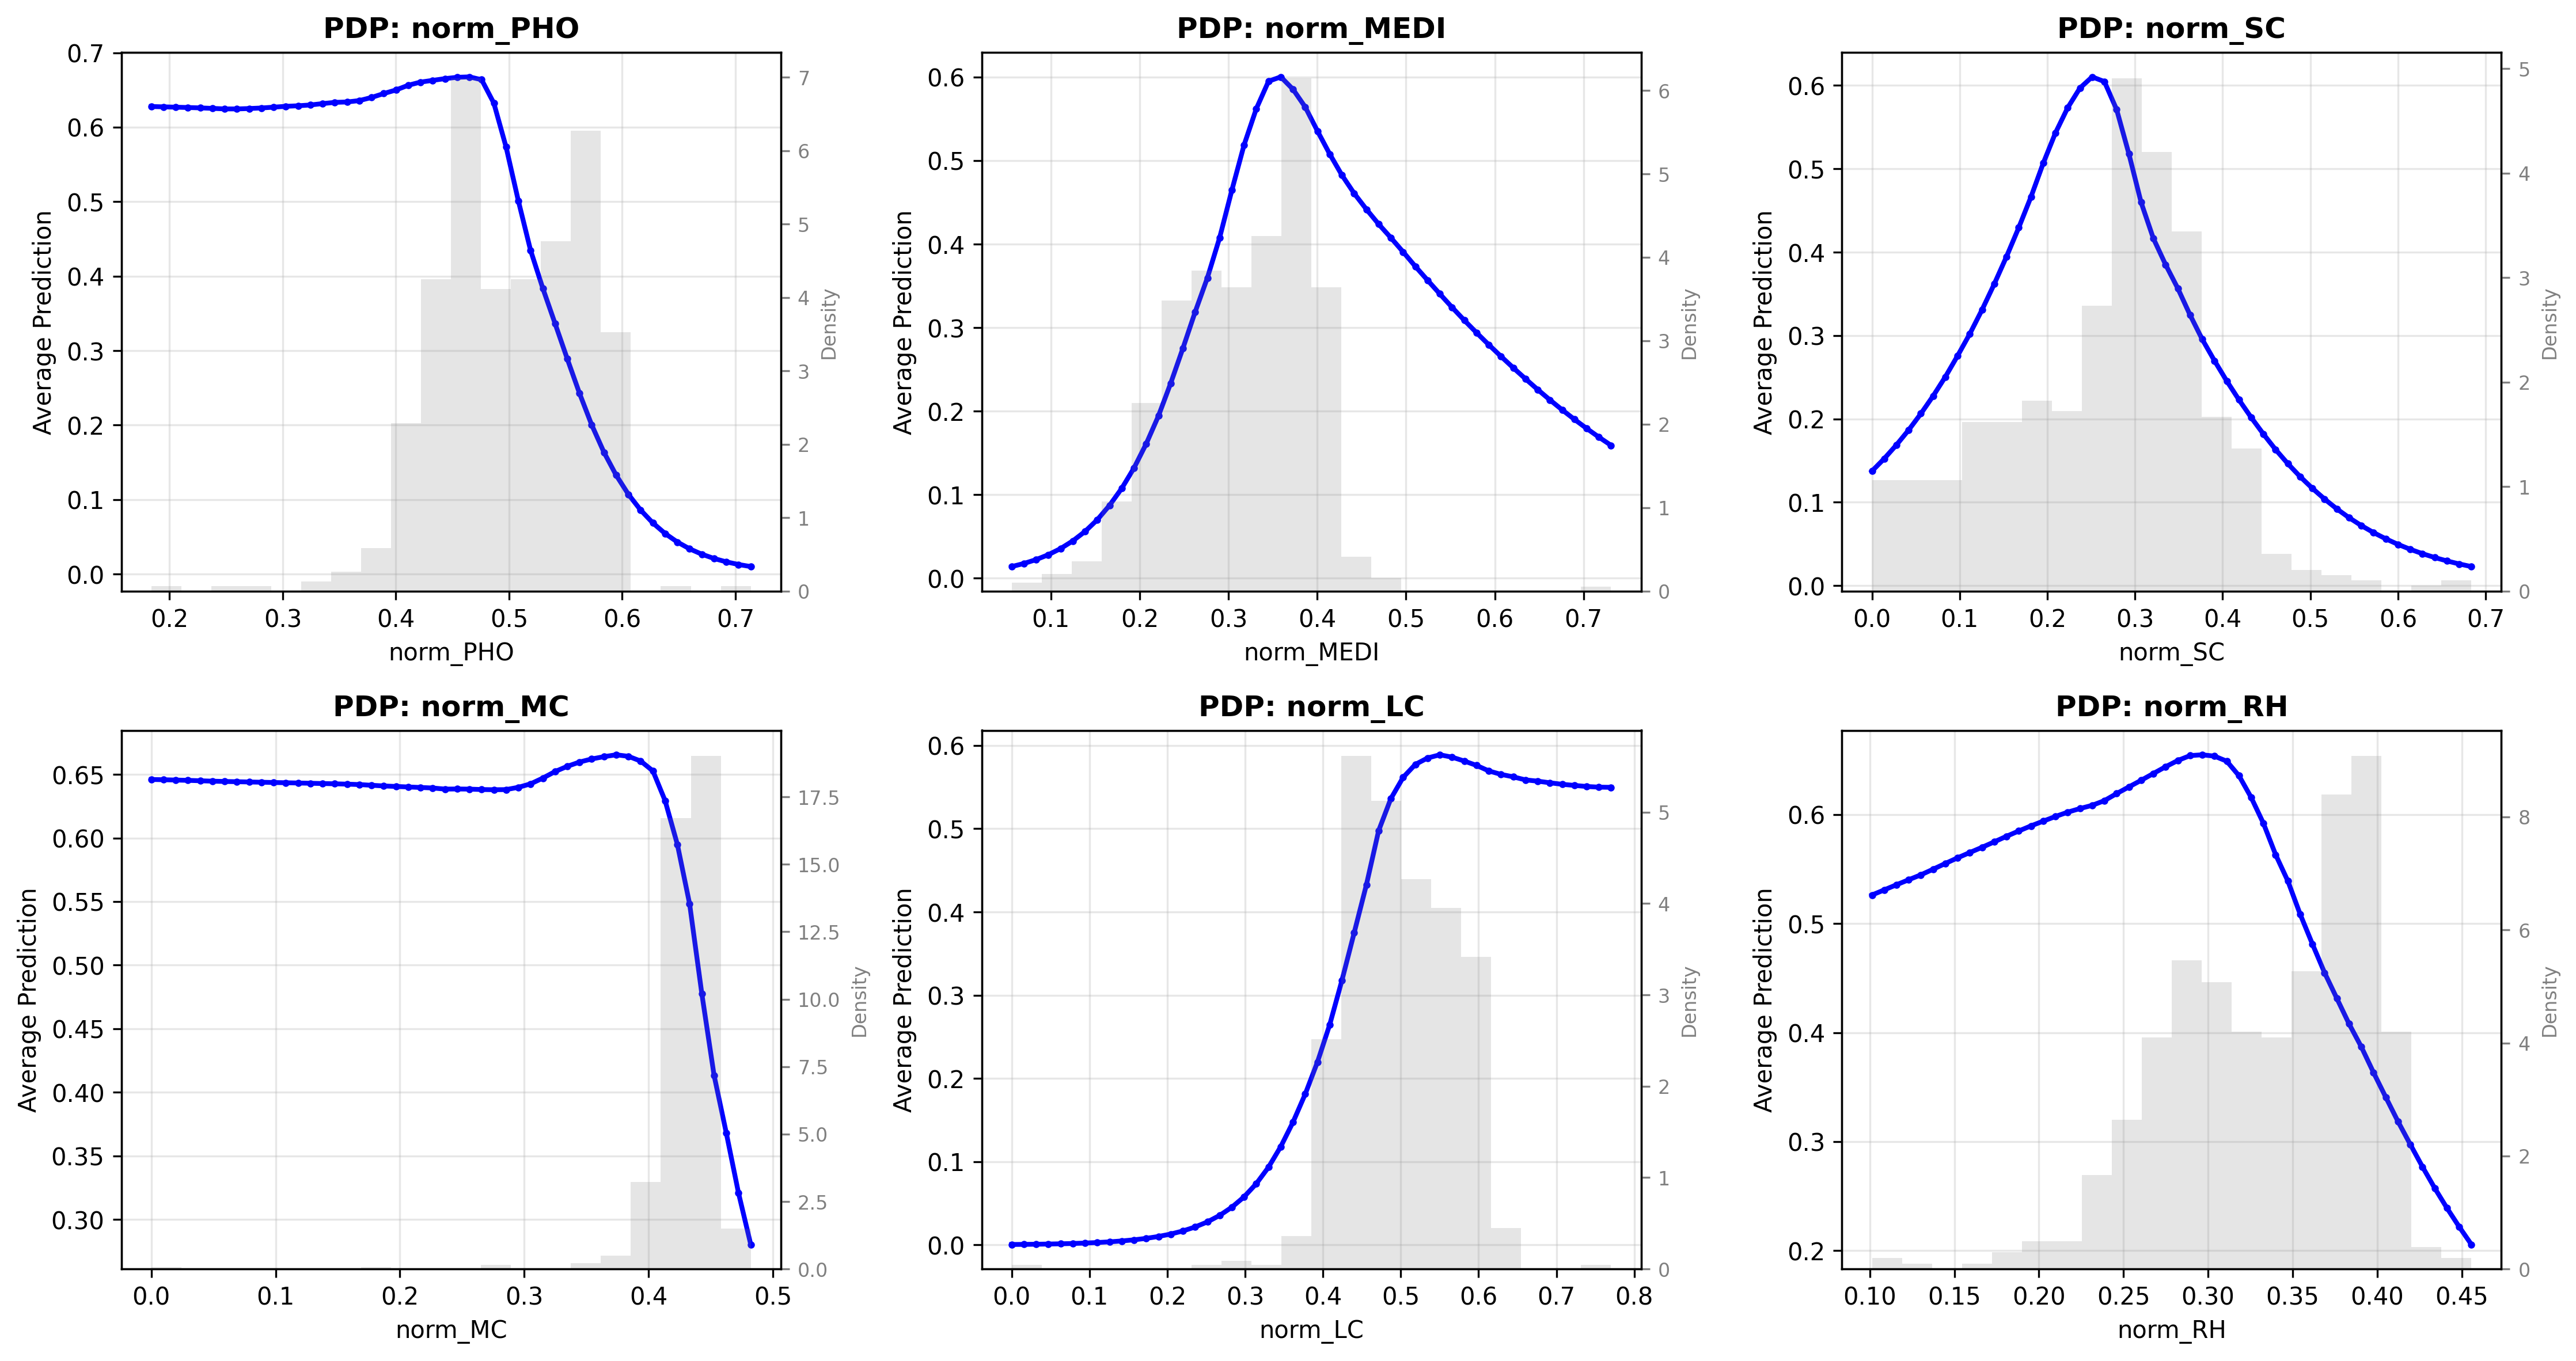 PDP: norm_PHO
0.7
0.6
0.5
0.4
0.3
0.2
0.1
0.0
Average Prediction
7
6
5
4
3
2
1
0
Density
0.2 0.3 0.4 0.5 0.6 0.7
norm_PHO
PDP: norm_MEDI
0.6
0.5
0.4
0.3
0.2
0.1
0.0
Average Prediction
6
5
4
3
2
1
0
Density
0.1 0.2 0.3 0.4 0.5 0.6 0.7
norm_MEDI
PDP: norm_SC
0.6
0.5
0.4
0.3
0.2
0.1
0.0
Average Prediction
5
4
3
2
1
0
Density
0.0 0.1 0.2 0.3 0.4 0.5 0.6 0.7
norm_SC
PDP: norm_MC
0.65
0.60
0.55
0.50
0.45
0.40
0.35
0.30
Average Prediction
17.5
15.0
12.5
10.0
7.5
5.0
2.5
0.0
Density
0.0 0.1 0.2 0.3 0.4 0.5
norm_MC
PDP: norm_LC
0.6
0.5
0.4
0.3
0.2
0.1
0.0
Average Prediction
5
4
3
2
1
0
Density
0.0 0.1 0.2 0.3 0.4 0.5 0.6 0.7 0.8
norm_LC
PDP: norm_RH
0.6
0.5
0.4
0.3
0.2
Average Prediction
8
6
4
2
0
Density
0.10 0.15 0.20 0.25 0.30 0.35 0.40 0.45
norm_RH